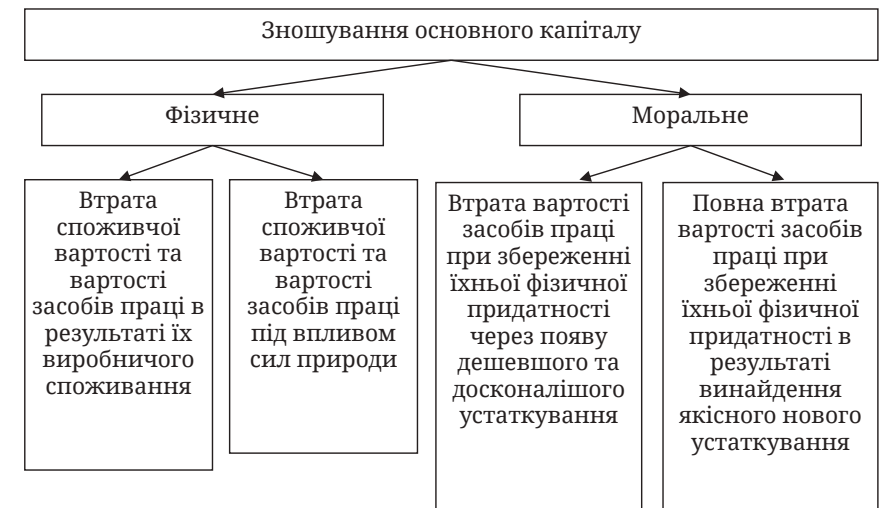 Зношування основного капіталу
Фізичне
Моральне
Втрата
споживчої
вартості та
вартості
засобів праці в
результаті їх
виробничого
споживання
Втрата
споживчої
вартості та
вартості
засобів праці
під впливом
сил природи
Втрата вартості
засобів праці
при збереженні
їхньої фізичної
придатності
через появу
дешевшого та
досконалішого
устаткування
Повна втрата
вартості засобів
праці при
збереженні
їхньої фізичної
придатності в
результаті
винайдення
якісного нового
устаткування